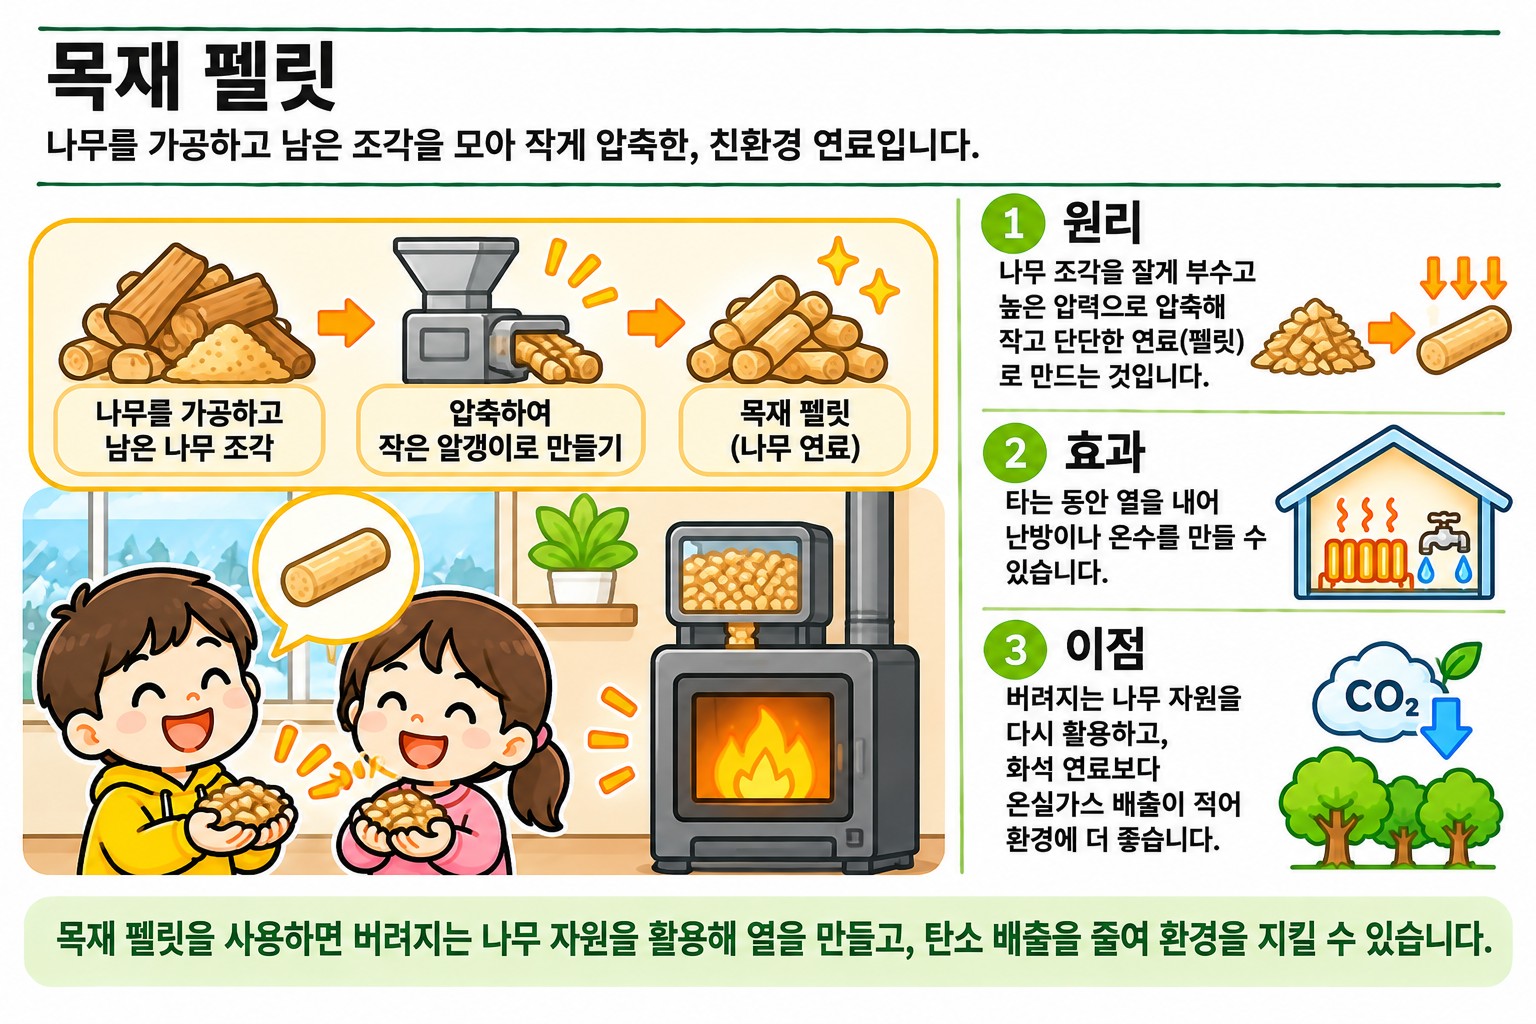 목재 펠릿
나무를 가공하고 남은 조각을 모아 작게 압축한, 친환경 연료입니다.
나무를 가공하고
남은 나무 조각
압축하여
작은 알갱이로 만들기
목재 펠릿
(나무 연료)
1 원리
나무 조각을 잘게 부수고
높은 압력으로 압축해
작고 단단한 연료(펠릿)
로 만드는 것입니다.
2 효과
타는 동안 열을 내어
난방이나 온수를 만들 수
있습니다.
3 이점
버려지는 나무 자원을
다시 활용하고,
화석 연료보다
온실가스 배출이 적어
환경에 더 좋습니다.
CO₂
목재 펠릿을 사용하면 버려지는 나무 자원을 활용해 열을 만들고, 탄소 배출을 줄여 환경을 지킬 수 있습니다.